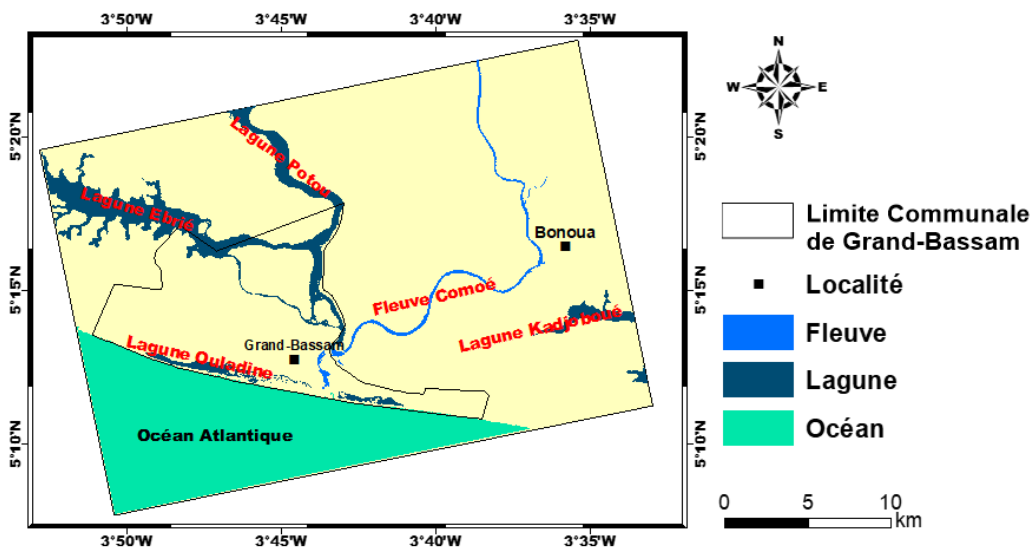 3°50'W 3°45'W 3°40'W 3°35'W
5°20'N 5°20'N
5°15'N 5°15'N
5°10'N 5°10'N
Lagune Potou
Lagune Ebrié
Bonoua
Fleuve Comoé
Lagune Kadjoboué
Grand-Bassam
Lagune Ouladine
Océan Atlantique
3°50'W 3°45'W 3°40'W 3°35'W
N
W E
S
Limite Communale
de Grand-Bassam
Localité
Fleuve
Lagune
Océan
0 5 10
km